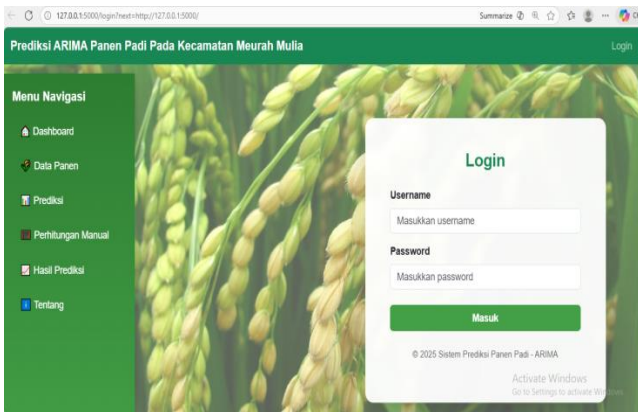 127.0.0.1:5000/login?next=http://127.0.0.1:5000/
Summarize
Prediksi ARIMA Panen Padi Pada Kecamatan Meurah Mulia
Login
Menu Navigasi
Dashboard
Data Panen
Prediksi
Perhitungan Manual
Hasil Prediksi
Tentang
Login
Username
Masukkan username
Password
Masukkan password
Masuk
© 2025 Sistem Prediksi Panen Padi - ARIMA
Activate Windows
Go to Settings to activate Windows.